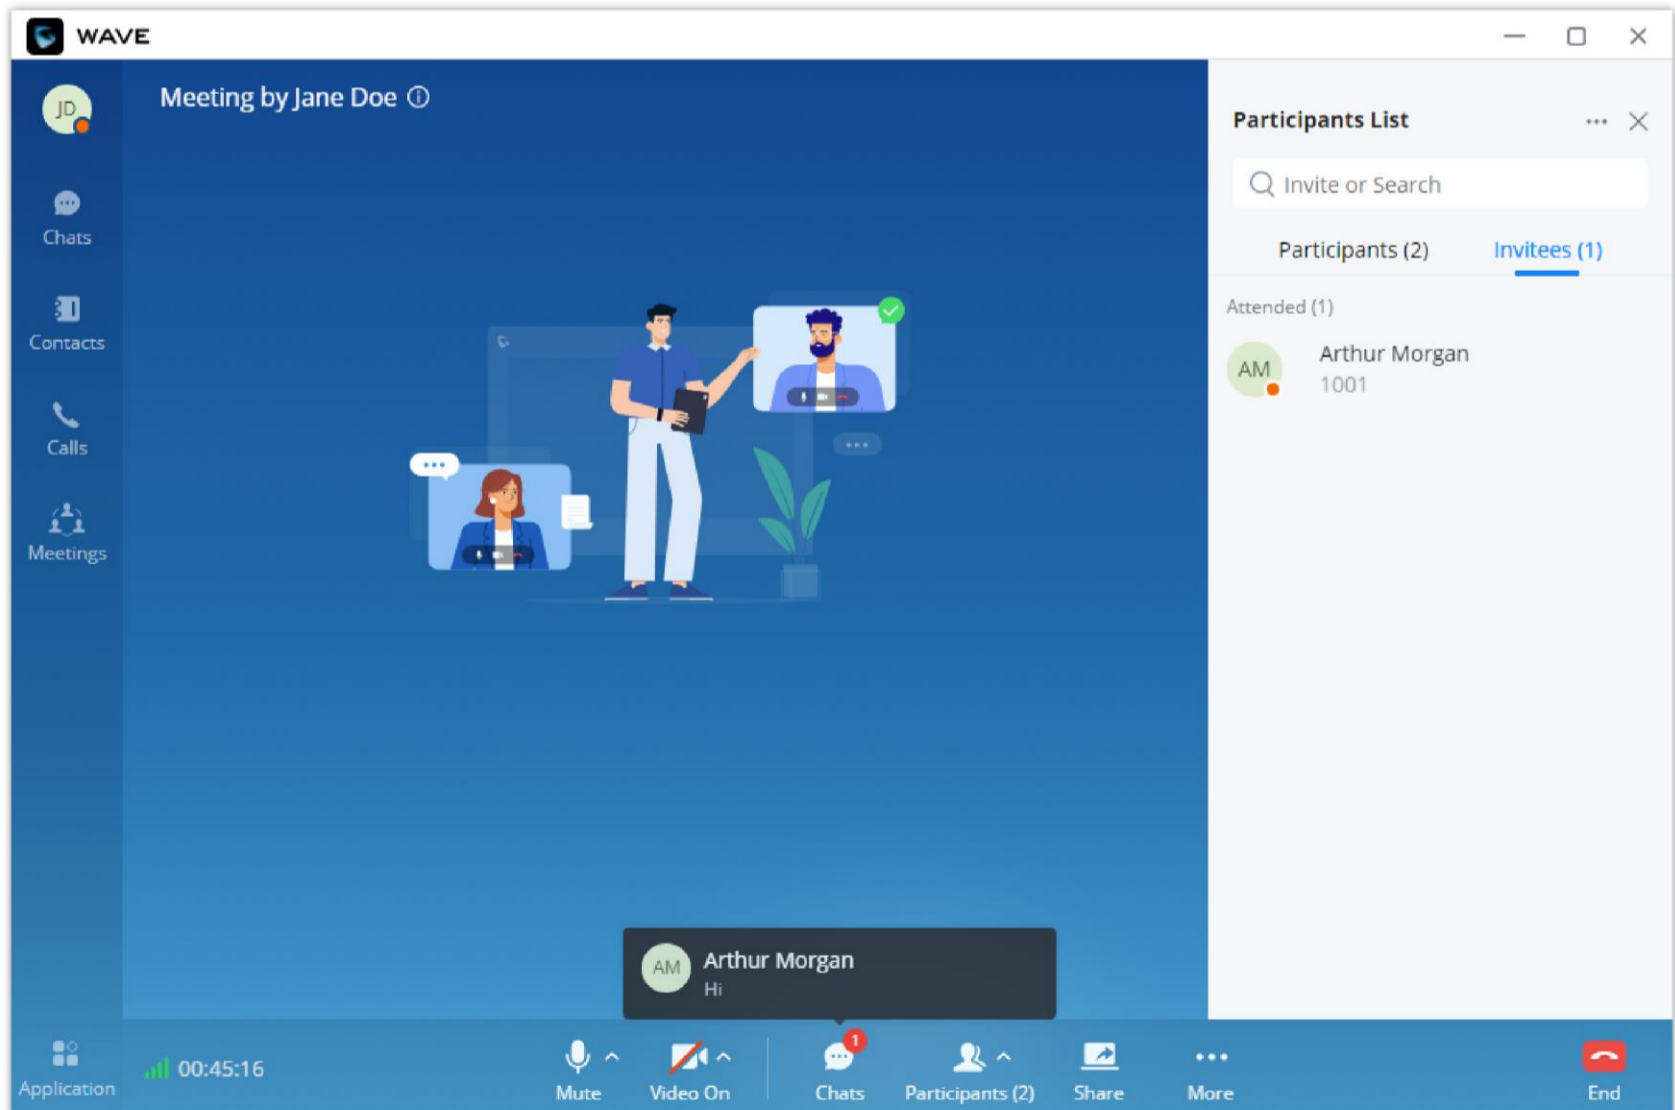 WAVE
JD
Meeting by Jane Doe
Chats
Contacts
Calls
Meetings
Application
Participants List
Invite or Search
Participants (2)
Invitees (1)
Attended (1)
AM
Arthur Morgan
1001
AM
Arthur Morgan
Hi
00:45:16
Mute
Video On
1
Chats
Participants (2)
Share
More
End